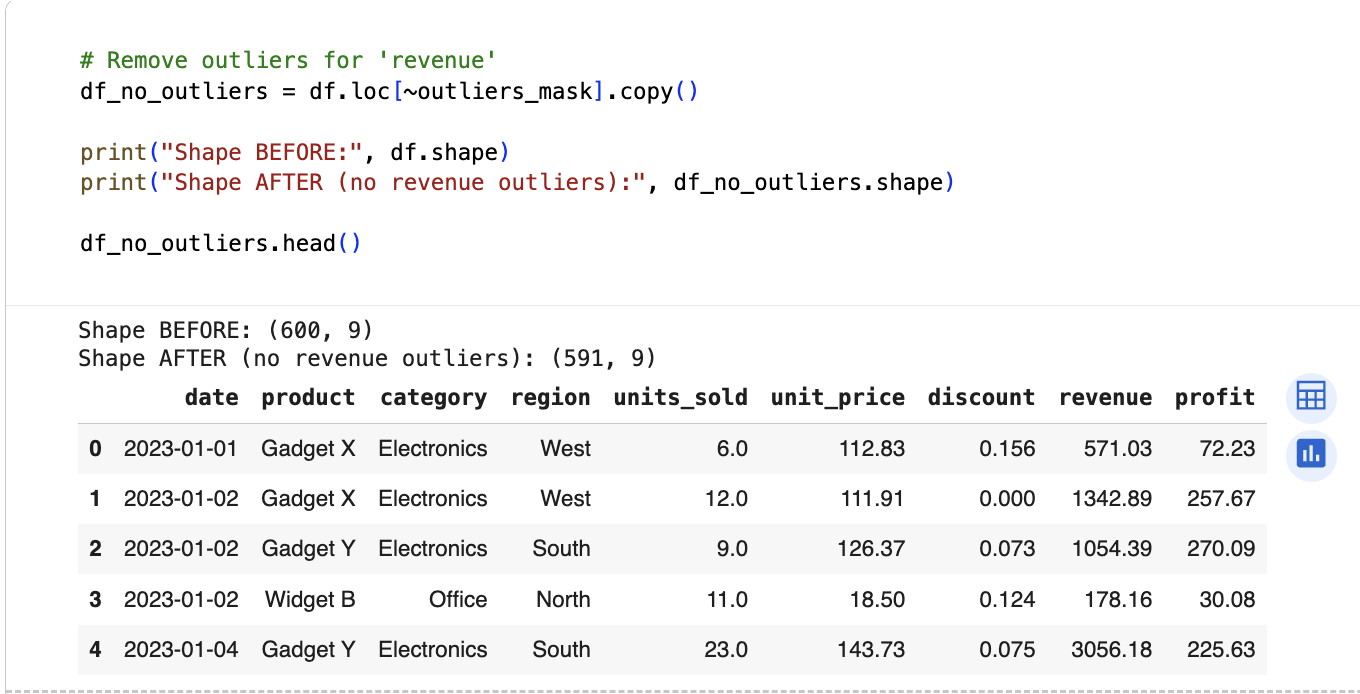 # Remove outliers for 'revenue'
df_no_outliers = df.loc[~outliers_mask].copy()
print("Shape BEFORE:", df.shape)
print("Shape AFTER (no revenue outliers):", df_no_outliers.shape)
df_no_outliers.head()
Shape BEFORE: (600, 9)
Shape AFTER (no revenue outliers): (591, 9)
date product category region units_sold unit_price discount revenue profit
0 2023-01-01 Gadget X Electronics West 6.0 112.83 0.156 571.03 72.23
1 2023-01-02 Gadget X Electronics West 12.0 111.91 0.000 1342.89 257.67
2 2023-01-02 Gadget Y Electronics South 9.0 126.37 0.073 1054.39 270.09
3 2023-01-02 Widget B Office North 11.0 18.50 0.124 178.16 30.08
4 2023-01-04 Gadget Y Electronics South 23.0 143.73 0.075 3056.18 225.63